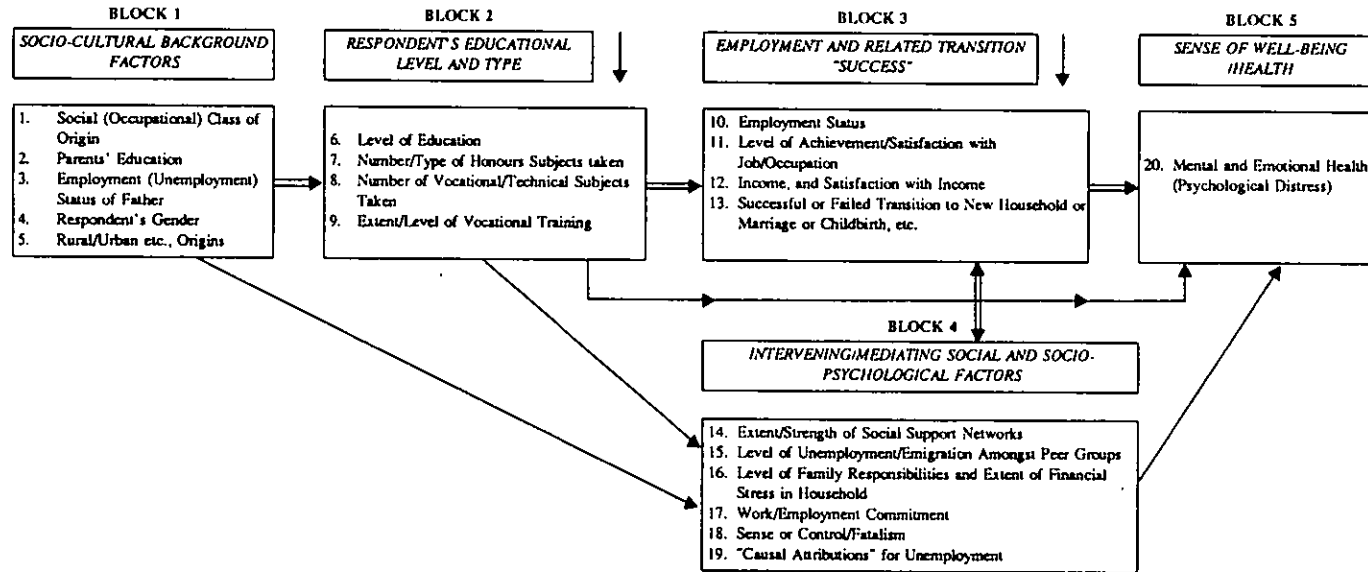 BLOCK 1
SOCIO-CULTURAL BACKGROUND
FACTORS
1. Social (Occupational) Class of
Origin
2. Parents' Education
3. Employment (Unemployment)
Status of Father
4. Respondent's Gender
5. Rural/Urban etc., Origins
BLOCK 2
RESPONDENT'S EDUCATIONAL
LEVEL AND TYPE
6. Level of Education
7. Number/Type of Honours Subjects taken
8. Number of Vocational/Technical Subjects
Taken
9. Extent/Level of Vocational Training
BLOCK 3
EMPLOYMENT AND RELATED TRANSITION
"SUCCESS"
10. Employment Status
11. Level of Achievement/Satisfaction with
Job/Occupation
12. Income, and Satisfaction with Income
13. Successful or Failed Transition to New Household or
Marriage or Childbirth, etc.
BLOCK 4
INTERVENING/MEDIATING SOCIAL AND SOCIO-
PSYCHOLOGICAL FACTORS
14. Extent/Strength of Social Support Networks
15. Level of Unemployment/Emigration Amongst Peer Groups
16. Level of Family Responsibilities and Extent of Financial
Stress in Household
17. Work/Employment Commitment
18. Sense or Control/Fatalism
19. "Causal Attributions" for Unemployment
BLOCK 5
SENSE OF WELL-BEING
/HEALTH
20. Mental and Emotional Health
(Psychological Distress)